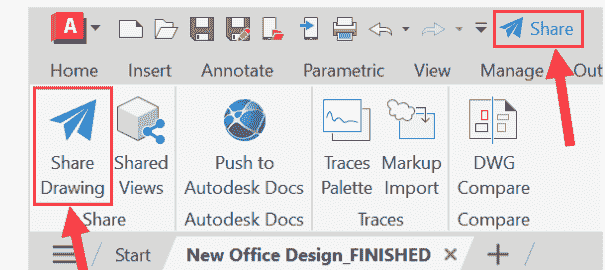 A
Share
Home Insert Annotate Parametric View Manage Out
Share Shared Push to Traces Markup DWG
Drawing Views Autodesk Docs Palette Import Compare
Share Autodesk Docs Traces Compare
Start New Office Design_FINISHED